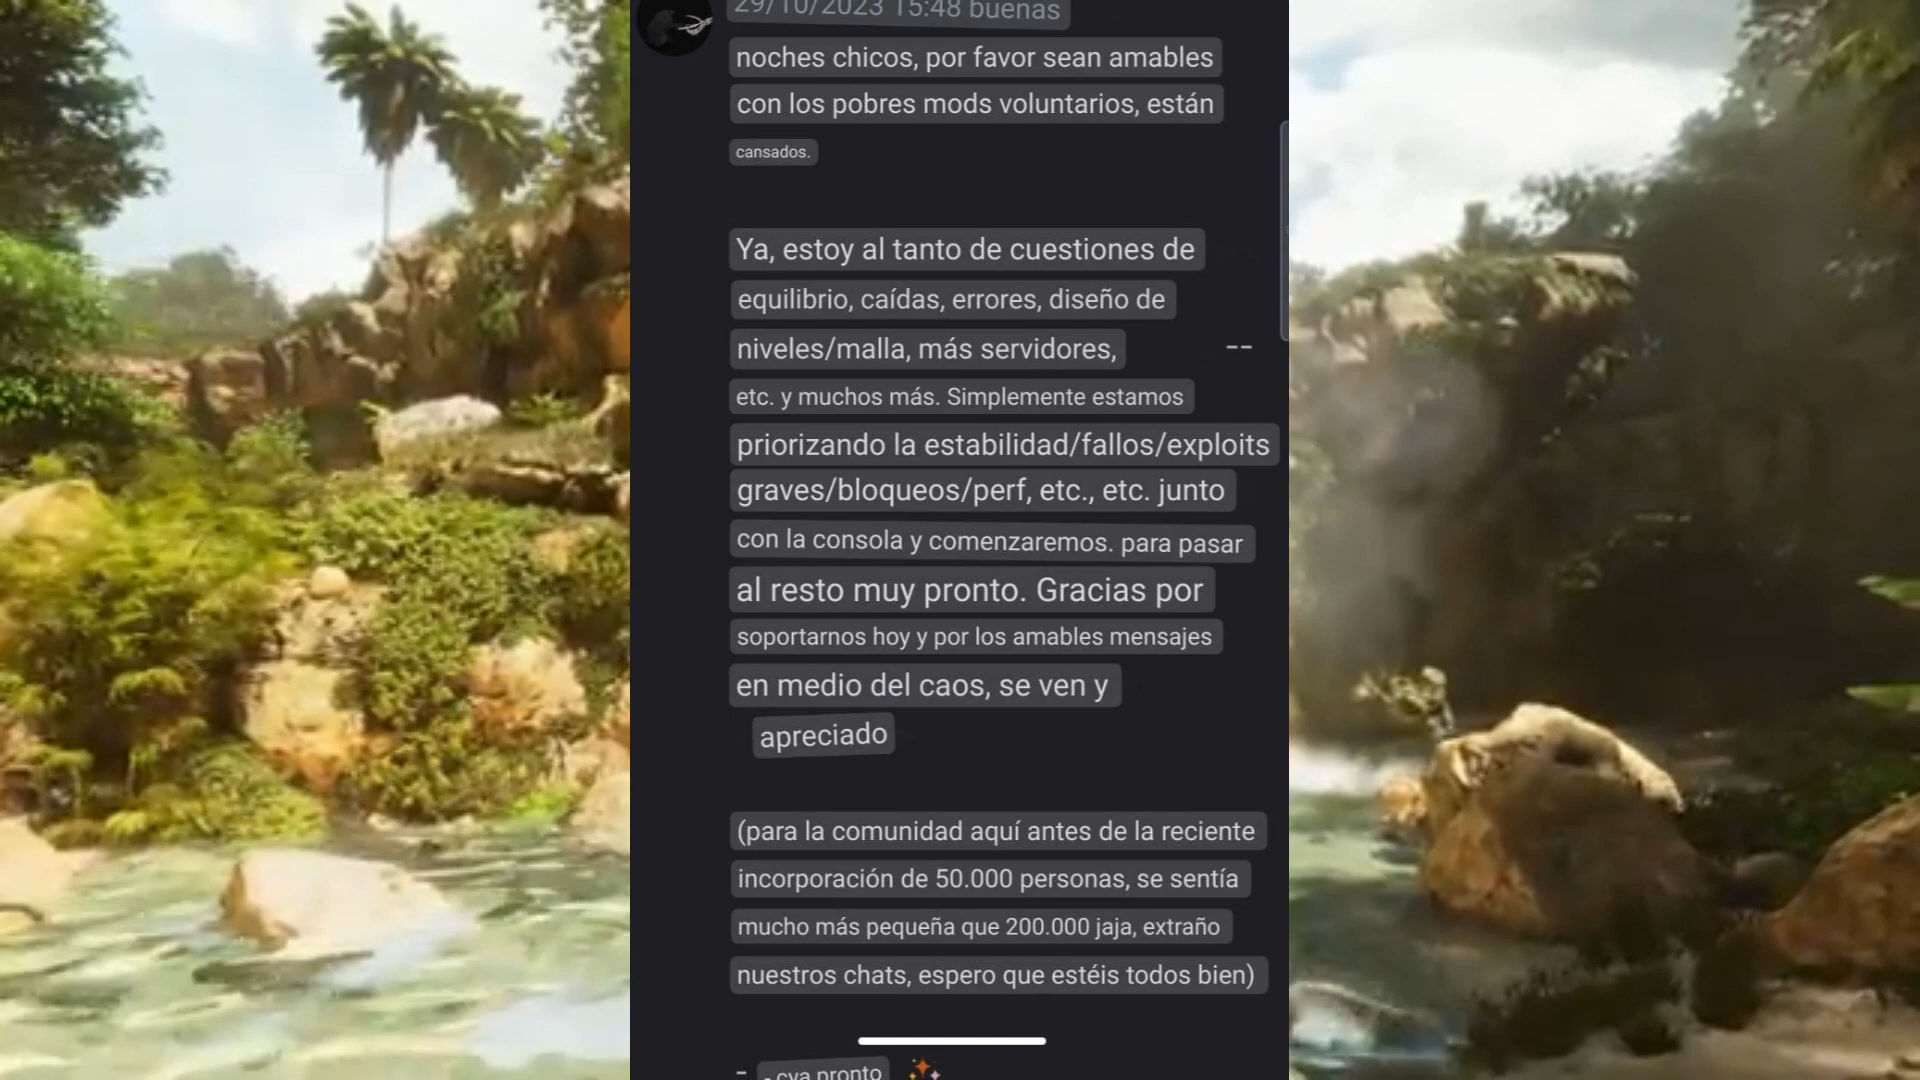 29/10/2023 15:48 buenas
noches chicos, por favor sean amables
con los pobres mods voluntarios, están
cansados.
Ya, estoy al tanto de cuestiones de
equilibrio, caídas, errores, diseño de
niveles/malla, más servidores, --
etc. y muchos más. Simplemente estamos
priorizando la estabilidad/fallos/exploits
graves/bloqueos/perf, etc., etc. junto
con la consola y comenzaremos. para pasar
al resto muy pronto. Gracias por
soportarnos hoy y por los amables mensajes
en medio del caos, se ven y
apreciado
(para la comunidad aquí antes de la reciente
incorporación de 50.000 personas, se sentía
mucho más pequeña que 200.000 jaja, extraño
nuestros chats, espero que estéis todos bien)
- - cya pronto